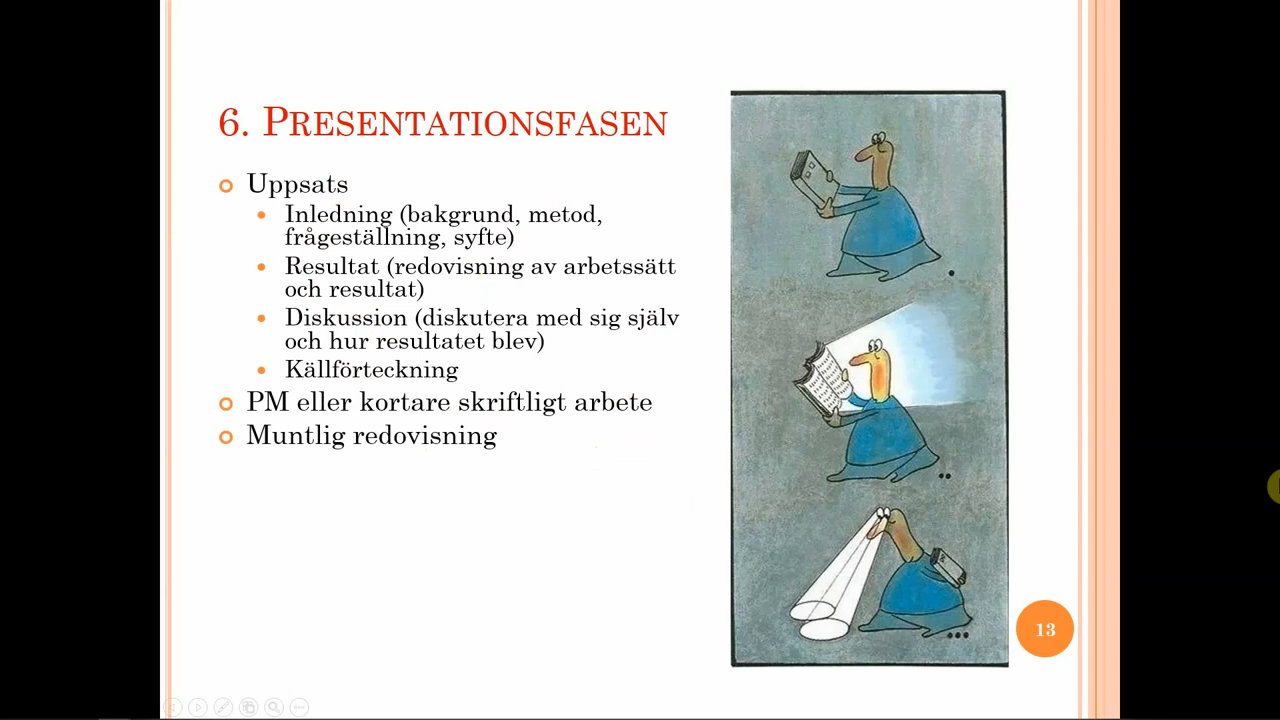 6. PRESENTATIONSFASEN
Uppsats
Inledning (bakgrund, metod,
frågeställning, syfte)
Resultat (redovisning av arbetssätt
och resultat)
Diskussion (diskutera med sig själv
och hur resultatet blev)
Källförteckning
PM eller kortare skriftligt arbete
Muntlig redovisning
13